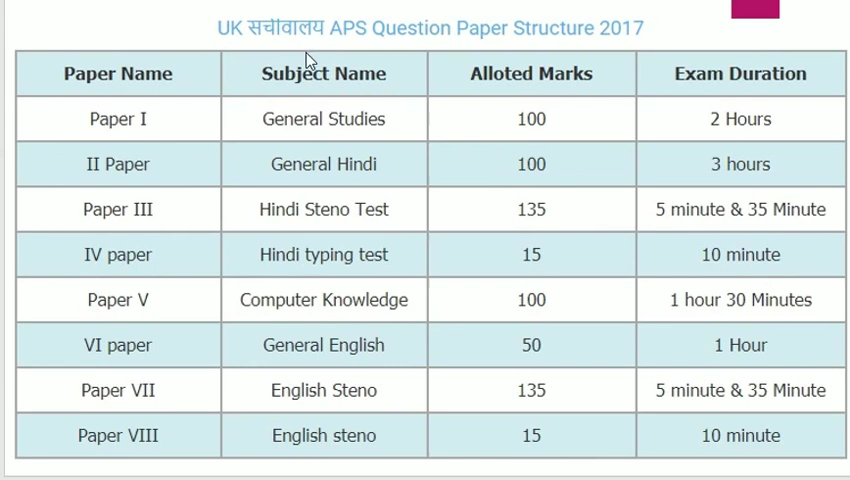 UK सचीवालय APS Question Paper Structure 2017
Paper Name Subject Name Alloted Marks Exam Duration
Paper I General Studies 100 2 Hours
II Paper General Hindi 100 3 hours
Paper III Hindi Steno Test 135 5 minute & 35 Minute
IV paper Hindi typing test 15 10 minute
Paper V Computer Knowledge 100 1 hour 30 Minutes
VI paper General English 50 1 Hour
Paper VII English Steno 135 5 minute & 35 Minute
Paper VIII English steno 15 10 minute